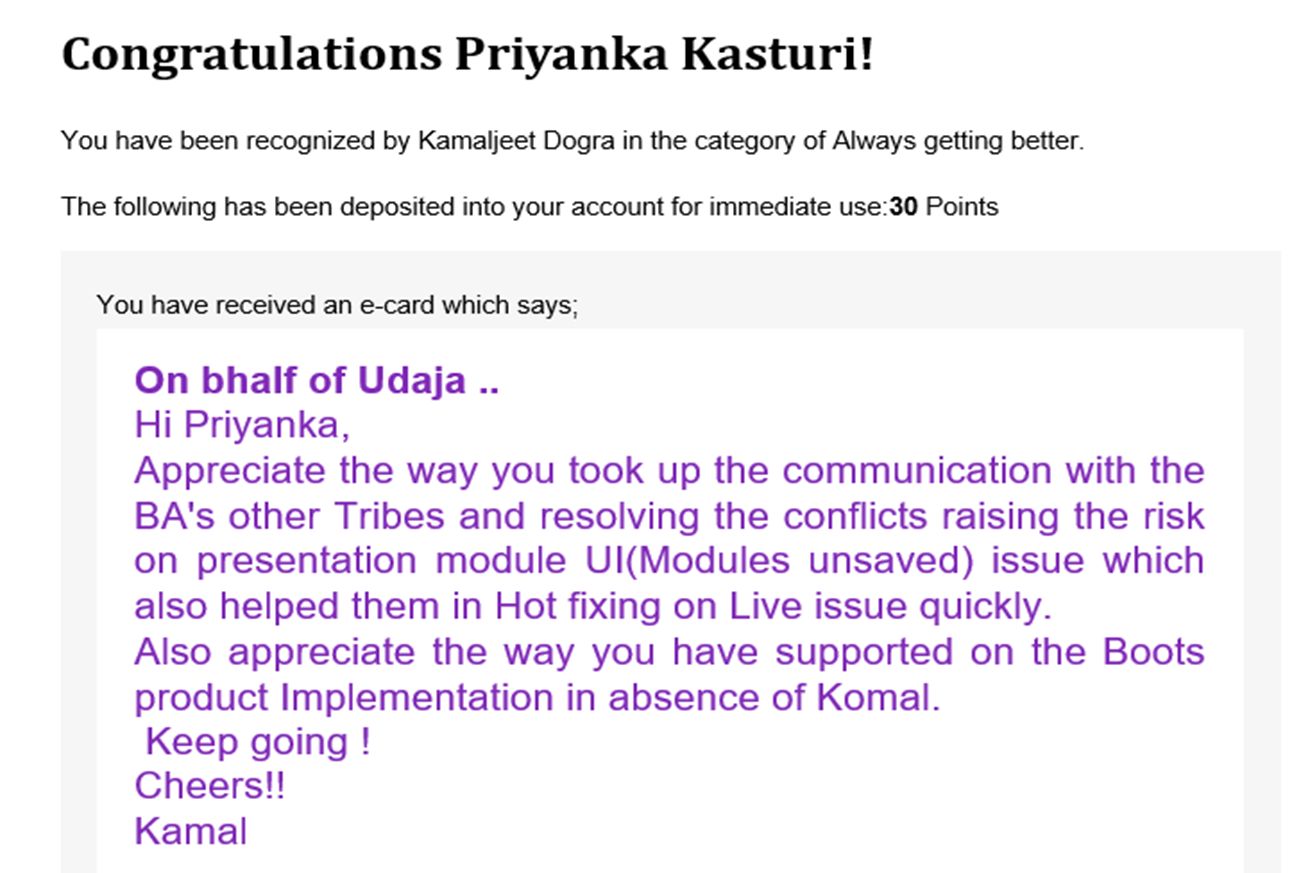 Congratulations Priyanka Kasturi!
You have been recognized by Kamaljeet Dogra in the category of Always getting better.
The following has been deposited into your account for immediate use:30 Points
You have received an e-card which says;
On bhalf of Udaja ..
Hi Priyanka,
Appreciate the way you took up the communication with the
BA's other Tribes and resolving the conflicts raising the risk
on presentation module UI(Modules unsaved) issue which
also helped them in Hot fixing on Live issue quickly.
Also appreciate the way you have supported on the Boots
product Implementation in absence of Komal.
Keep going !
Cheers!!
Kamal